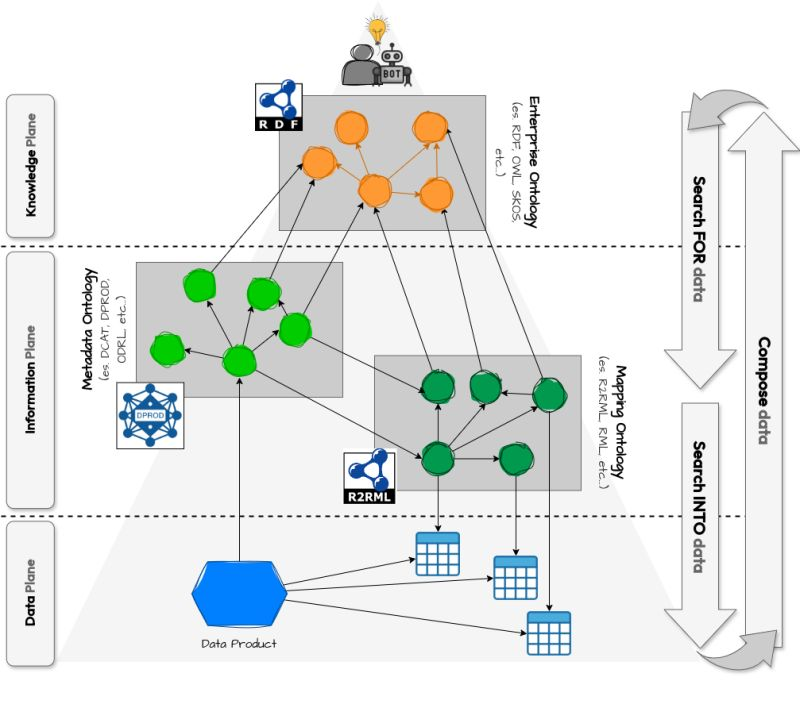 BOT
R D F
Enterprise Ontology
(es. RDF, OWL, SKOS,
etc..)
Knowledge Plane
Search FOR data
Metadata Ontology
(es. DCAT, DPROD,
ODRL, etc..)
DPROD
Information Plane
Mapping Ontology
(es. R2RML, RML, etc..)
R2RML
Compose data
Search INTO data
Data Plane
Data Product